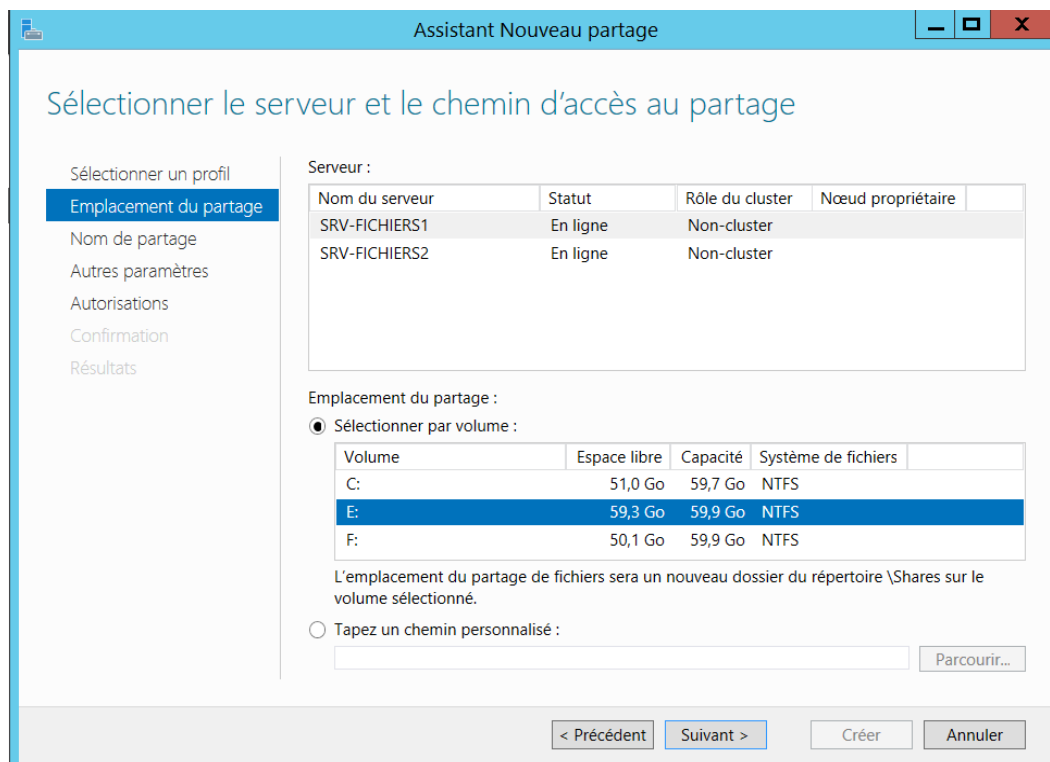 Assistant Nouveau partage
Sélectionner le serveur et le chemin d'accès au partage
Sélectionner un profil
Emplacement du partage
Nom de partage
Autres paramètres
Autorisations
Confirmation
Résultats
Serveur :
Nom du serveur Statut Rôle du cluster Nœud propriétaire
SRV-FICHIERS1 En ligne Non-cluster
SRV-FICHIERS2 En ligne Non-cluster
Emplacement du partage :
Sélectionner par volume :
Volume Espace libre Capacité Système de fichiers
C: 51,0 Go 59,7 Go NTFS
E: 59,3 Go 59,9 Go NTFS
F: 50,1 Go 59,9 Go NTFS
L'emplacement du partage de fichiers sera un nouveau dossier du répertoire \Shares sur le
volume sélectionné.
Tapez un chemin personnalisé :
Parcourir...
< Précédent Suivant > Créer Annuler